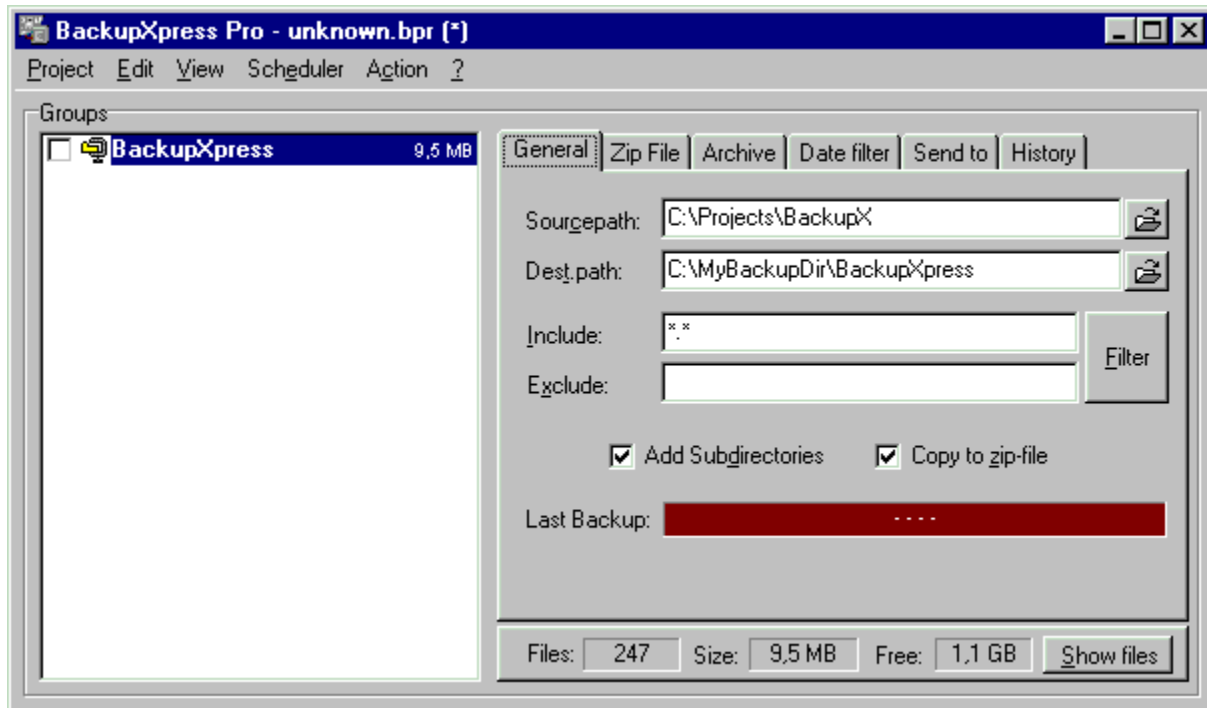 BackupXpress Pro - unknown.bpr (*)
Project Edit View Scheduler Action ?
Groups
BackupXpress 9,5 MB
General Zip File Archive Date filter Send to History
Sourcepath: C:\Projects\BackupX
Dest.path: C:\MyBackupDir\BackupXpress
Include: *.*
Filter
Exclude:
Add Subdirectories Copy to zip-file
Last Backup: - - - -
Files: 247 Size: 9,5 MB Free: 1,1 GB Show files